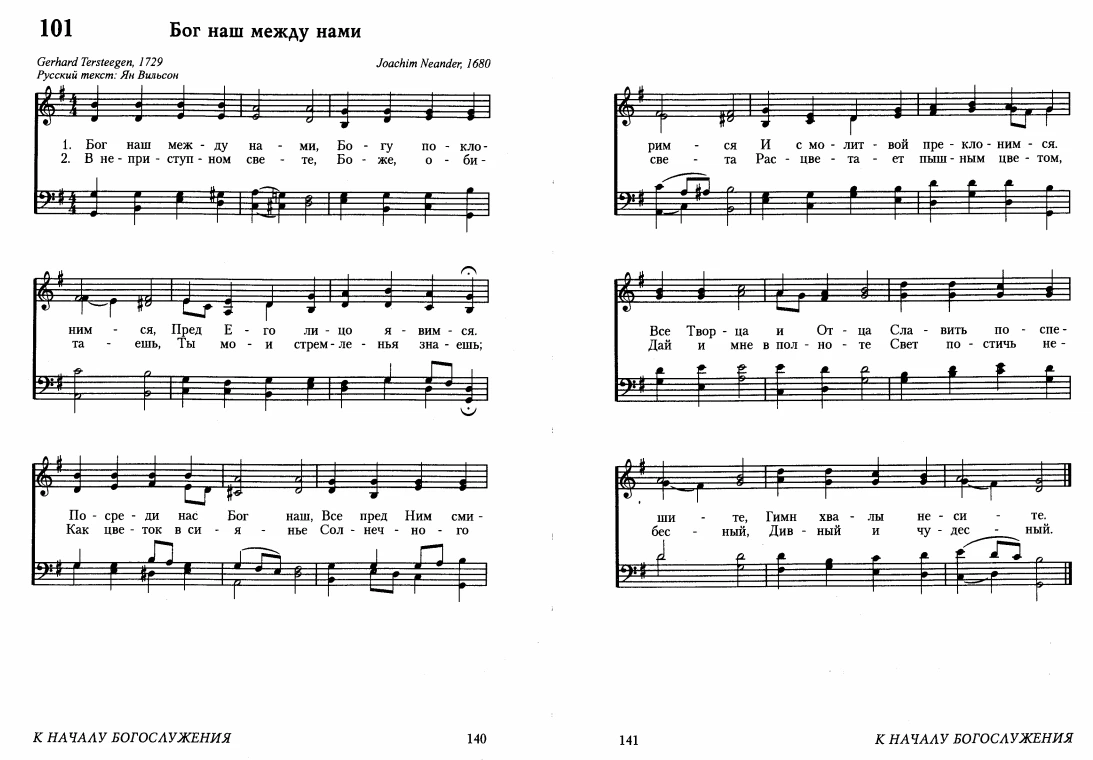 101
Бог наш между нами
Gerhard Tersteegen, 1729
Русский текст: Ян Вильсон
Joachim Neander, 1680
1. Бог наш меж - ду на - ми, Бо - гу по - кло-
2. В не - при - ступ - ном све - те, Бо - же, о - би-
ним - ся, Пред Е - го ли - цо я - вим - ся.
та - ешь, Ты мо - и стрем - ле - нья зна - ешь;
По - сре - ди нас Бог наш, Все пред Ним сми-
Как цве - ток в си - я - нье Сол - неч - но - го
140
К НАЧАЛУ БОГОСЛУЖЕНИЯ
рим - ся И с мо - лит - вой пре - кло - ним - ся.
све - та Рас - цве - та - ет пыш - ным цве - том,
Все Твор - ца и От - ца Сла - вить по - спе-
Дай и мне в пол - но - те Свет по - стичь не-
ши - те, Гимн хва - лы не - си - те.
бес - ный, Див - ный и чу - дес - ный.
141
К НАЧАЛУ БОГОСЛУЖЕНИЯ